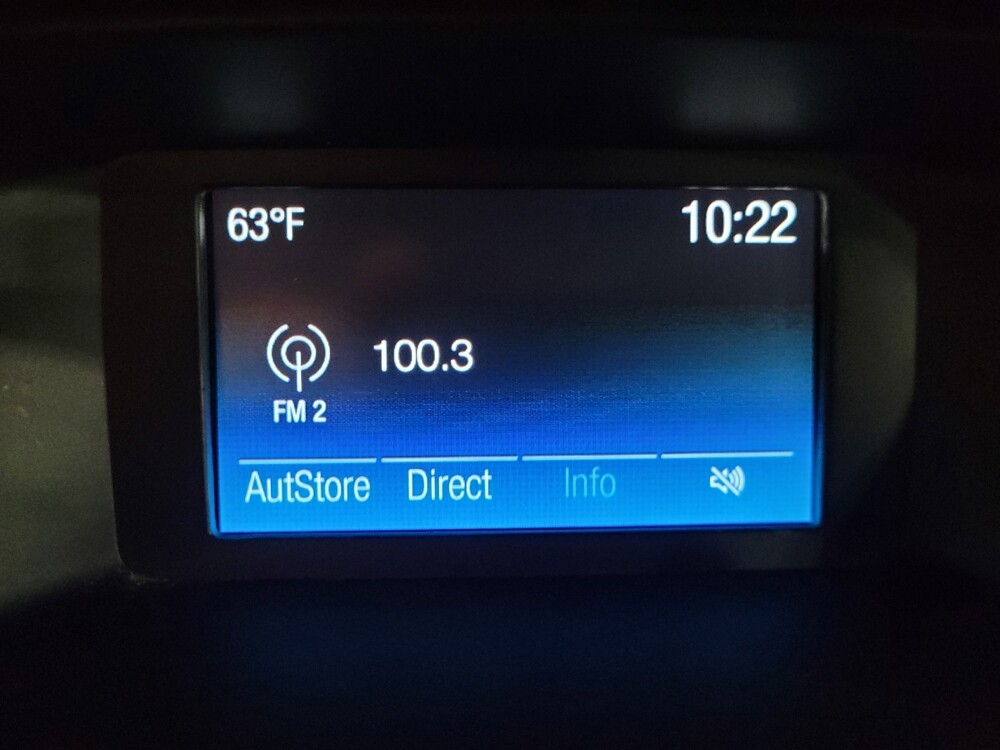 63°F 10:22
100.3
FM 2
AutStore Direct Info